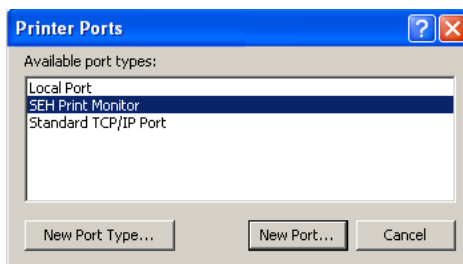 Printer Ports
Available port types:
Local Port
SEH Print Monitor
Standard TCP/IP Port
New Port Type... New Port... Cancel